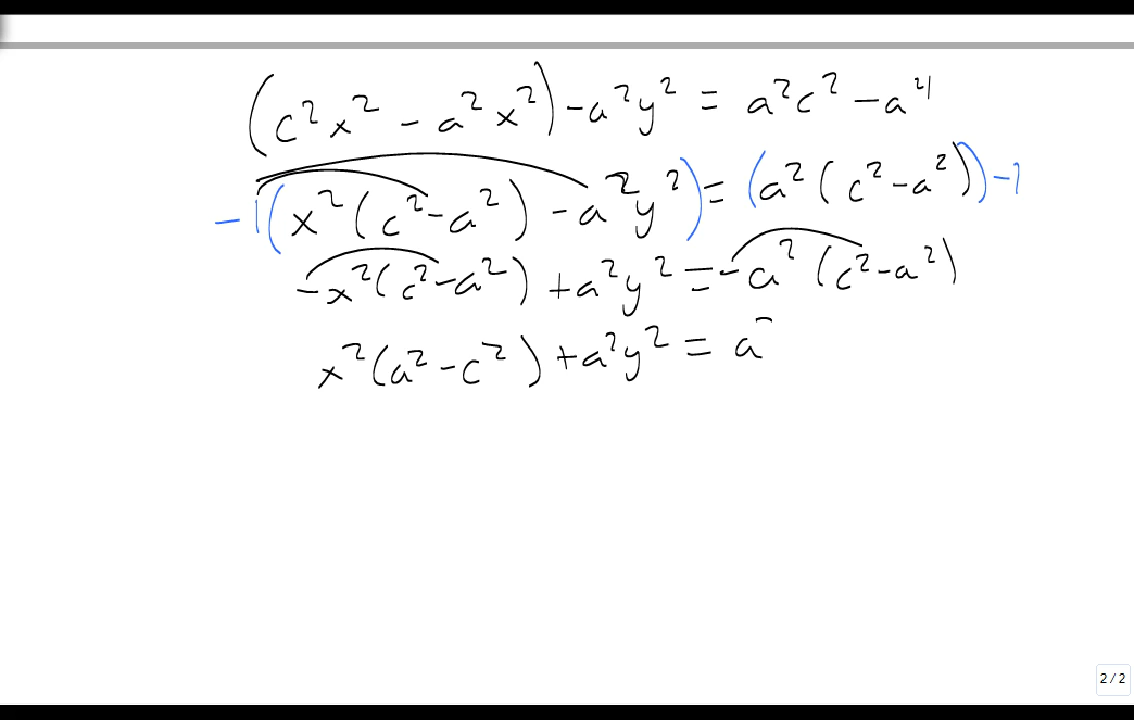 (c²x² - a²x²) - a²y² = a²c² - a⁴
-1(x²(c² - a²) - a²y²) = (a²(c² - a²)) - 1
-x²(c² - a²) + a²y² = -a²(c² - a²)
x²(a² - c²) + a²y² = a
2/2